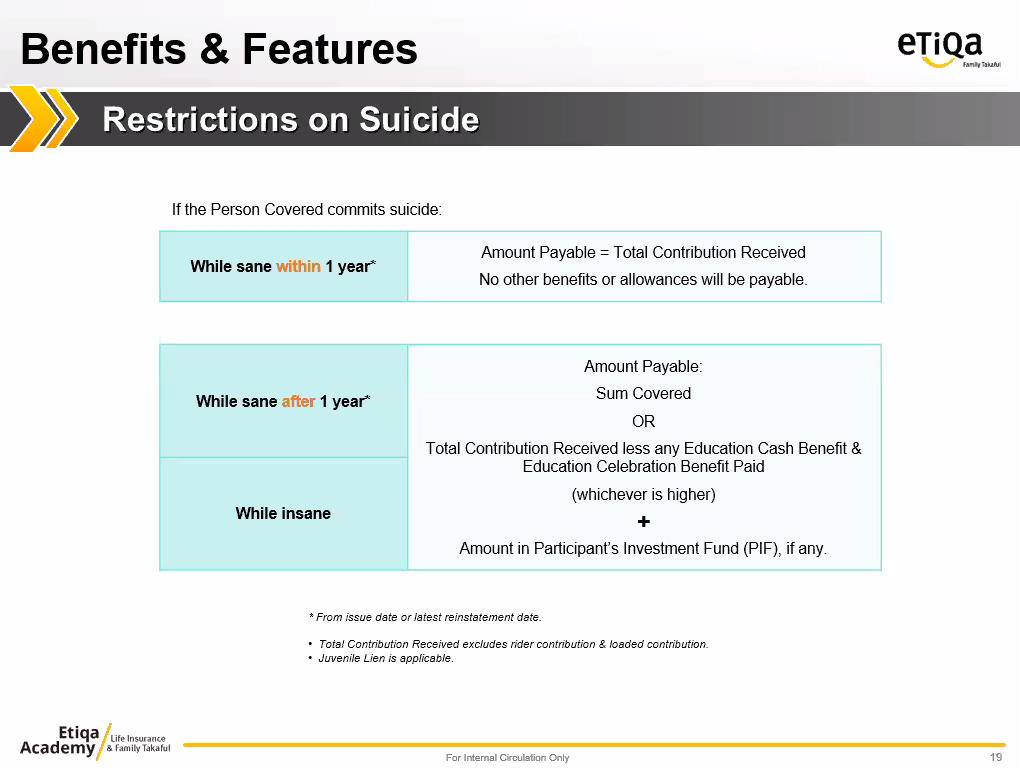 Benefits & Features
eTiQa
Family Takaful
Restrictions on Suicide
If the Person Covered commits suicide:
While sane within 1 year*
Amount Payable = Total Contribution Received
No other benefits or allowances will be payable.
While sane after 1 year*
While insane
Amount Payable:
Sum Covered
OR
Total Contribution Received less any Education Cash Benefit &
Education Celebration Benefit Paid
(whichever is higher)
+
Amount in Participant’s Investment Fund (PIF), if any.
* From issue date or latest reinstatement date.
• Total Contribution Received excludes rider contribution & loaded contribution.
• Juvenile Lien is applicable.
Etiqa
Academy
Life Insurance
& Family Takaful
For Internal Circulation Only
19